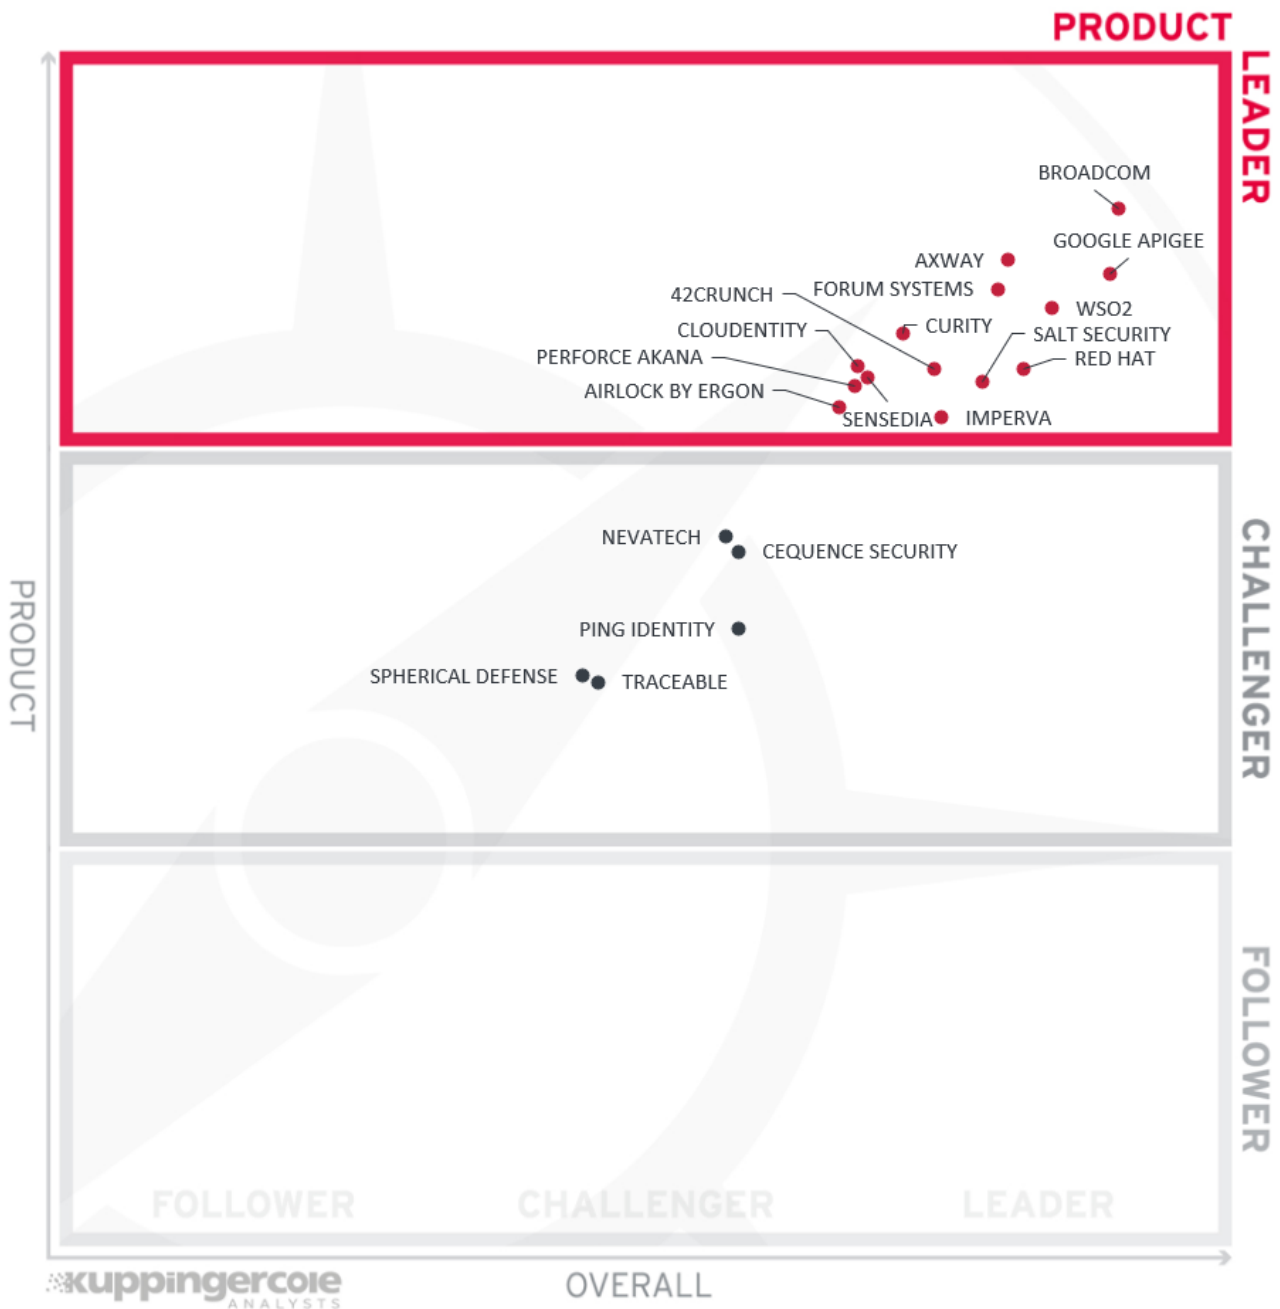 PRODUCT
LEADER
BROADCOM
GOOGLE APIGEE
AXWAY
FORUM SYSTEMS
42CRUNCH
WSO2
CURITY
CLOUDENTITY
SALT SECURITY
PERFORCE AKANA
RED HAT
AIRLOCK BY ERGON
SENSEDIA
IMPERVA
NEVATECH
CEQUENCE SECURITY
CHALLENGER
PRODUCT
PING IDENTITY
SPHERICAL DEFENSE
TRACEABLE
FOLLOWER
FOLLOWER
CHALLENGER
LEADER
OVERALL
kuppingercole
ANALYSTS